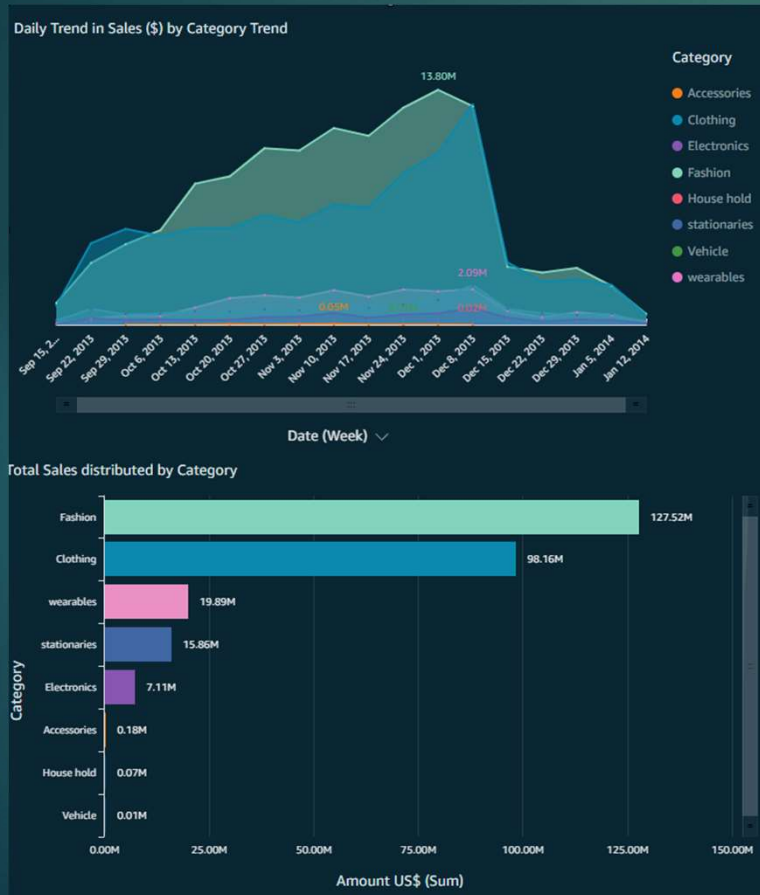 Daily Trend in Sales ($) by Category Trend
Category
Accessories
Clothing
Electronics
Fashion
House hold
stationaries
Vehicle
wearables
13.80M
2.09M
0.05M
0.02M
Sep 15, 2...
Sep 22, 2013
Sep 29, 2013
Oct 6, 2013
Oct 13, 2013
Oct 20, 2013
Oct 27, 2013
Nov 3, 2013
Nov 10, 2013
Nov 17, 2013
Nov 24, 2013
Dec 1, 2013
Dec 8, 2013
Dec 15, 2013
Dec 22, 2013
Dec 29, 2013
Jan 5, 2014
Jan 12, 2014
Date (Week)
Total Sales distributed by Category
Category
Fashion 127.52M
Clothing 98.16M
wearables 19.89M
stationaries 15.86M
Electronics 7.11M
Accessories 0.18M
House hold 0.07M
Vehicle 0.01M
0.00M 25.00M 50.00M 75.00M 100.00M 125.00M 150.00M
Amount US$ (Sum)